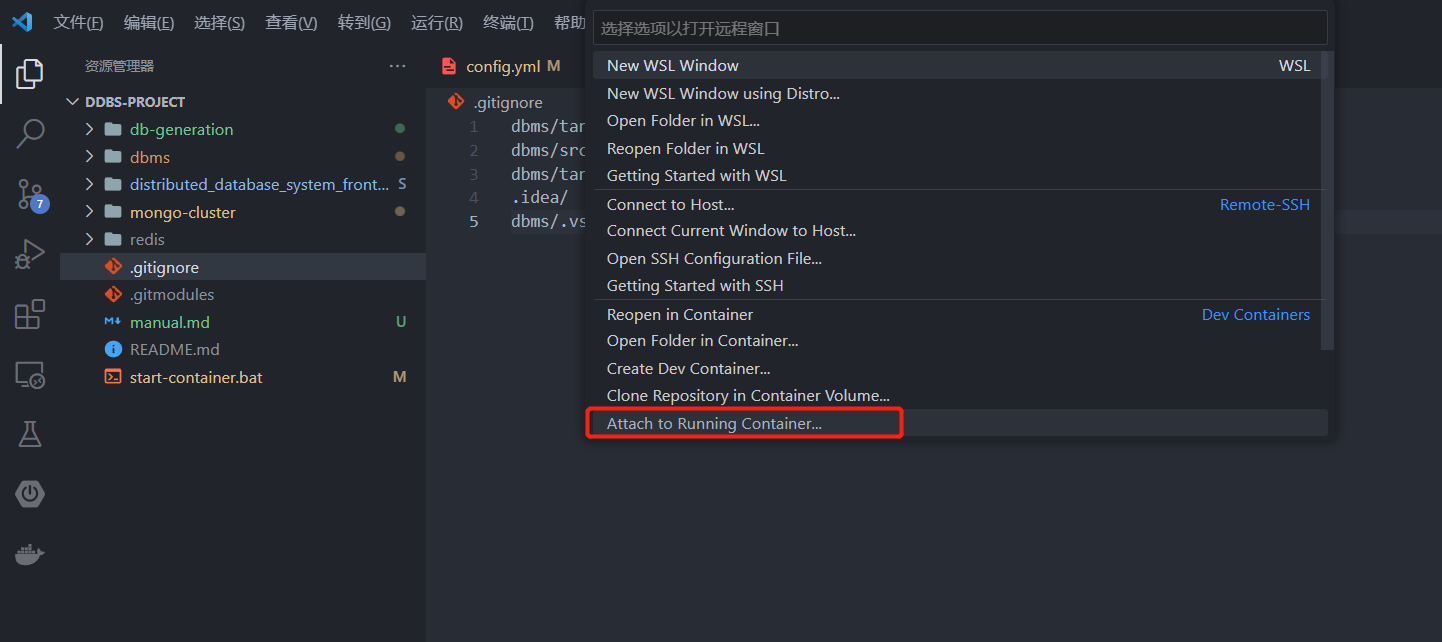 文件(F) 编辑(E) 选择(S) 查看(V) 转到(G) 运行(R) 终端(T) 帮助
资源管理器 ···
DDBS-PROJECT
db-generation
dbms
distributed_database_system_front... S
mongo-cluster
redis
.gitignore
.gitmodules
manual.md U
README.md
start-container.bat M
7
config.yml M
.gitignore
1 dbms/tar
2 dbms/src
3 dbms/tar
4 .idea/
5 dbms/.vs
选择选项以打开远程窗口
New WSL Window WSL
New WSL Window using Distro...
Open Folder in WSL...
Reopen Folder in WSL
Getting Started with WSL
Connect to Host... Remote-SSH
Connect Current Window to Host...
Open SSH Configuration File...
Getting Started with SSH
Reopen in Container Dev Containers
Open Folder in Container...
Create Dev Container...
Clone Repository in Container Volume...
Attach to Running Container...